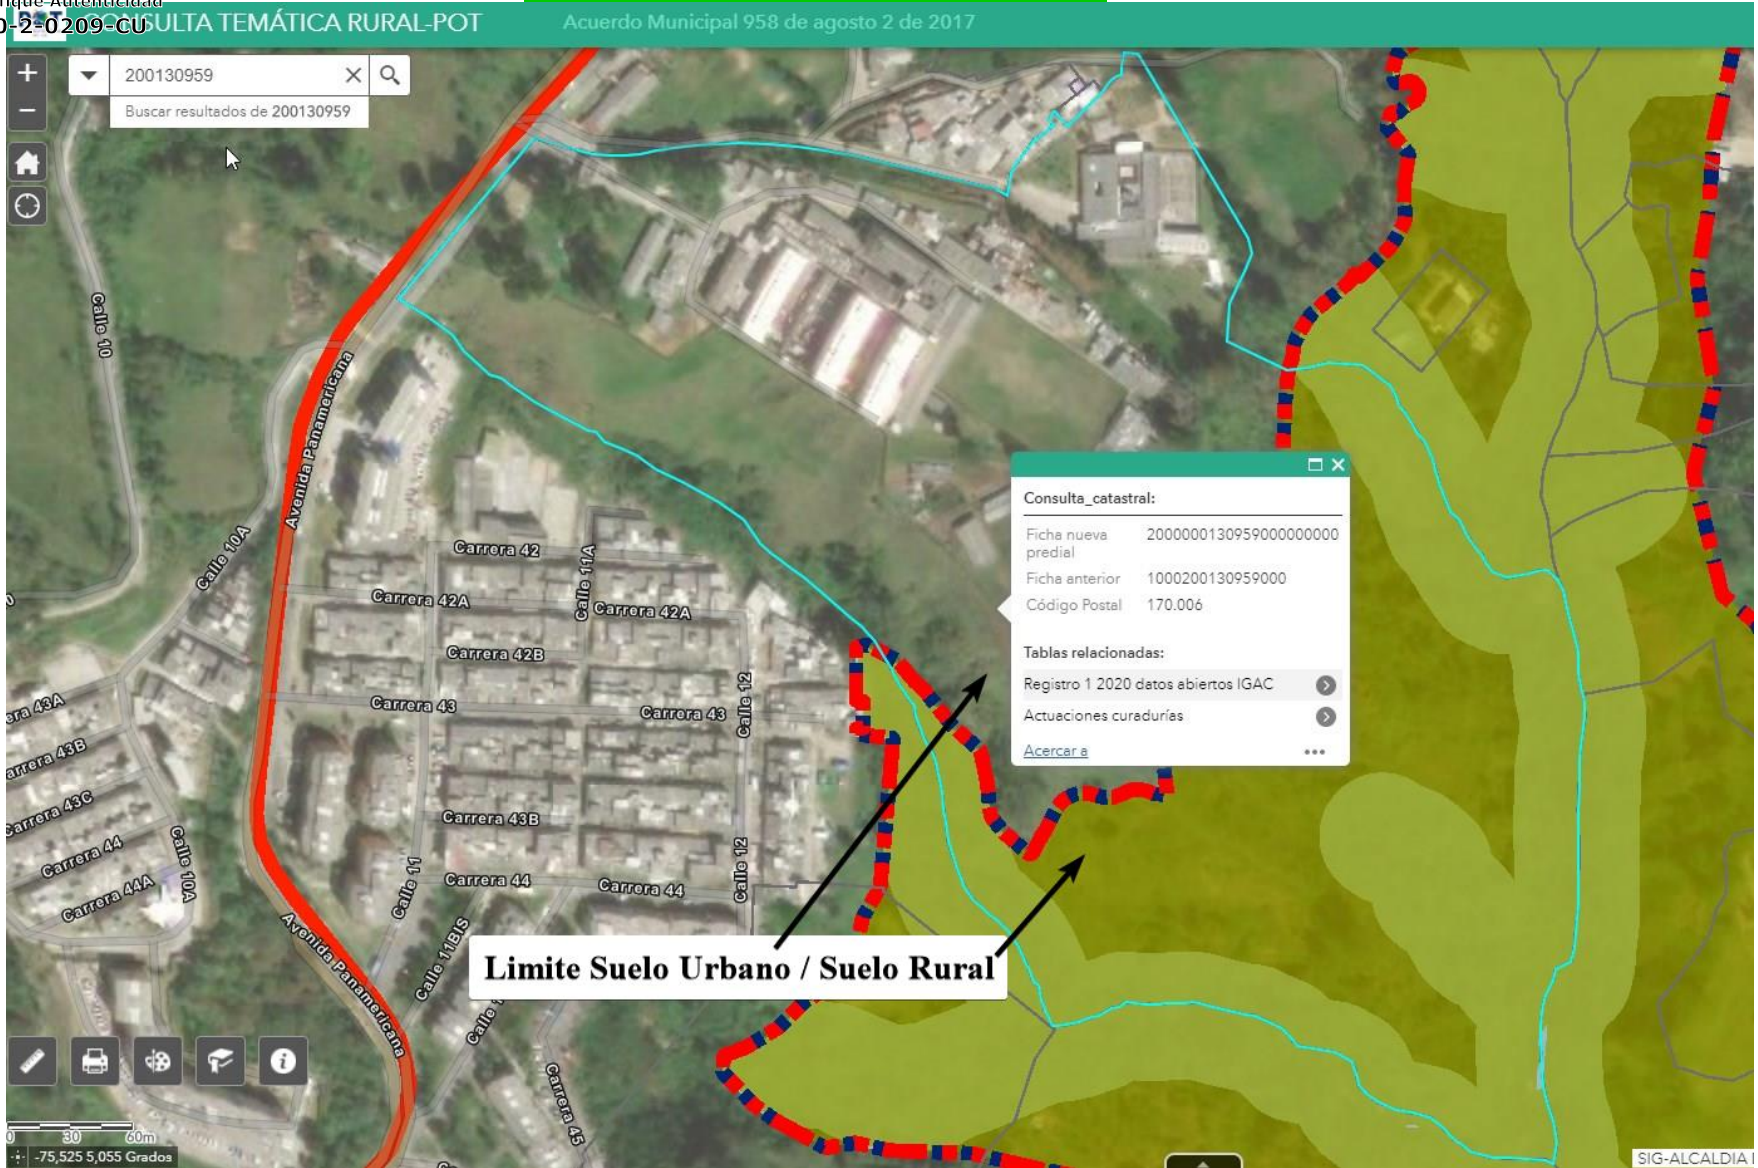 0-2-0209-CU
CONSULTA TEMÁTICA RURAL-POT
Acuerdo Municipal 958 de agosto 2 de 2017
200130959
Buscar resultados de 200130959
Calle 10
Avenida Panamericana
Calle 10A
Carrera 42
Calle 11A
Carrera 42A
Carrera 42A
Carrera 42B
Calle 12
Carrera 43
Carrera 43
Carrera 43B
Calle 12
Carrera 44
Carrera 44
Calle 11
Calle 11BIS
Calle
era 43A
arrera 43B
arrera 43C
Carrera 44
Carrera 44A
Calle 10A
Avenida Panamericana
Carrera 45
Consulta_catastral:
Ficha nueva predial 2000000130959000000000
Ficha anterior 1000200130959000
Código Postal 170.006
Tablas relacionadas:
Registro 1 2020 datos abiertos IGAC
Actuaciones curadurías
Acercar a
Limite Suelo Urbano / Suelo Rural
0 30 60m
-75,525 5,055 Grados
SIG-ALCALDIA